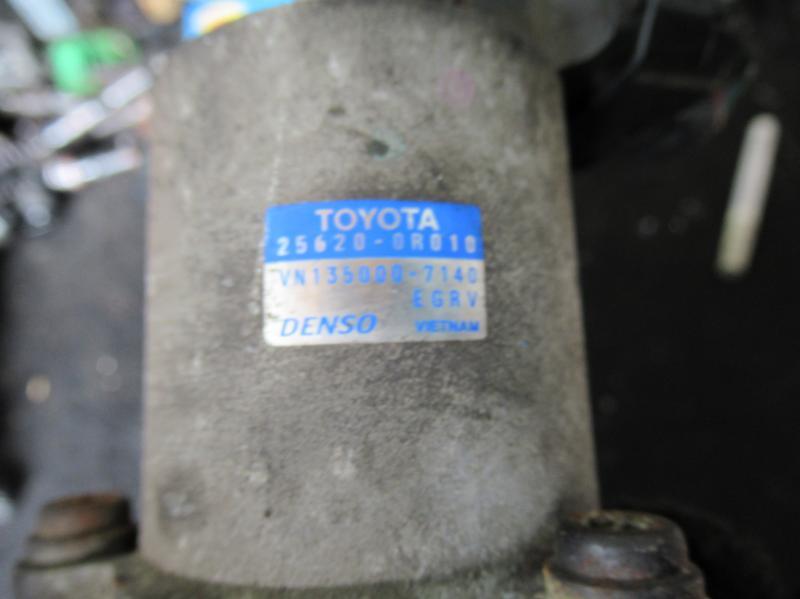 TOYOTA
25620-0R010
VN135000-7140
EGRV
DENSO VIETNAM